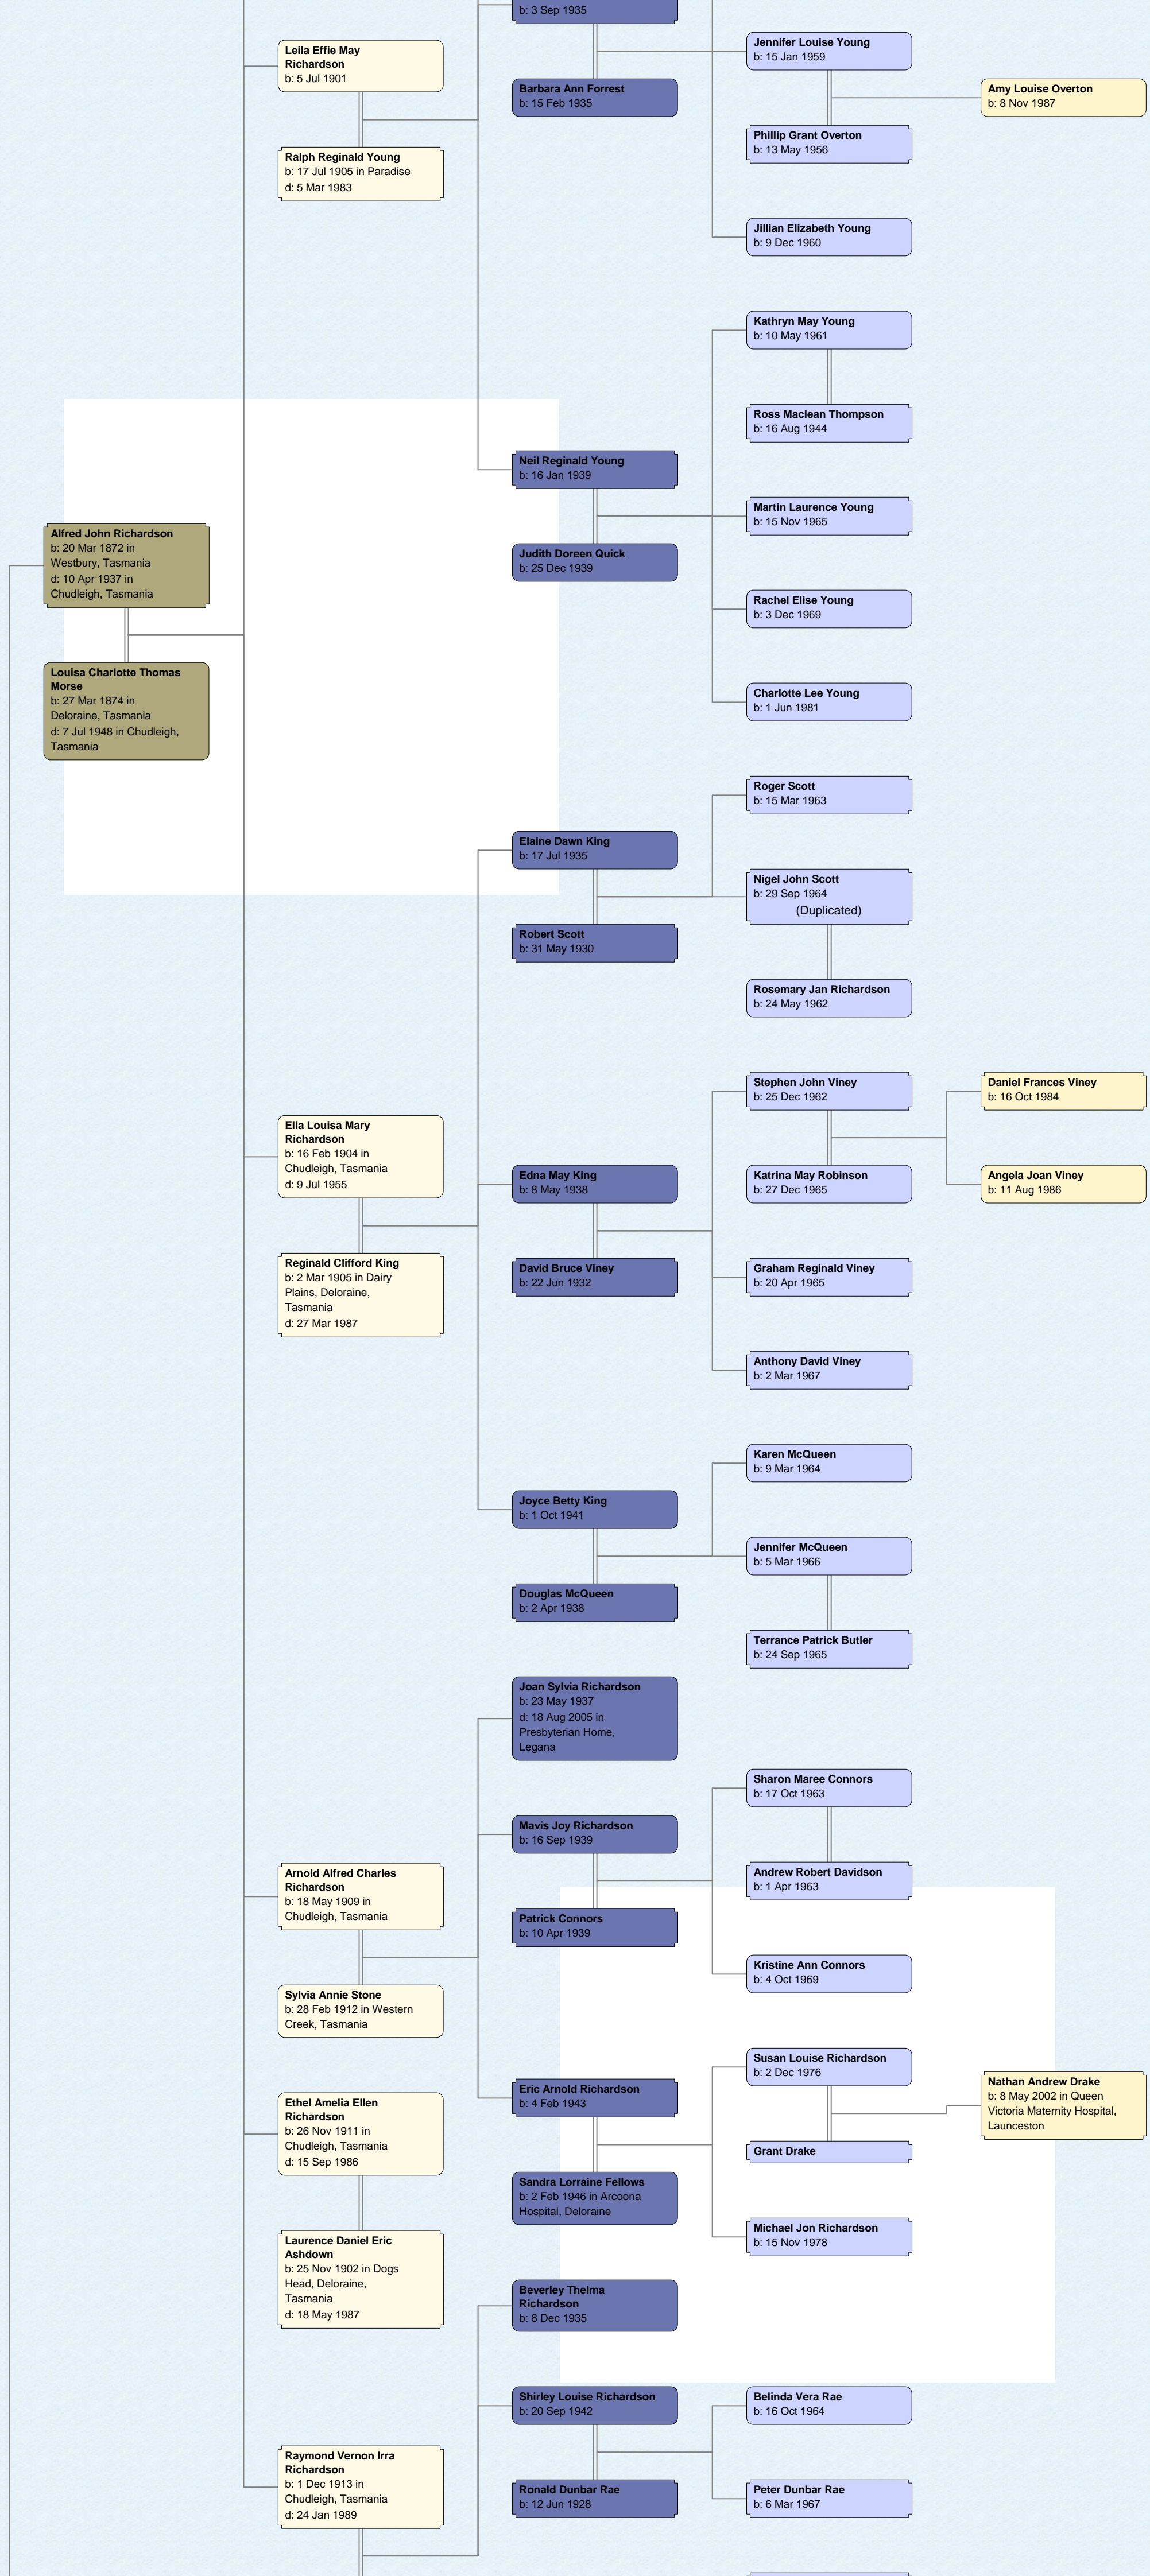 b: 3 Sep 1935
Jennifer Louise Young
b: 15 Jan 1959
Leila Effie May
Richardson
b: 5 Jul 1901
Barbara Ann Forrest
b: 15 Feb 1935
Amy Louise Overton
b: 8 Nov 1987
Phillip Grant Overton
b: 13 May 1956
Ralph Reginald Young
b: 17 Jul 1905 in Paradise
d: 5 Mar 1983
Jillian Elizabeth Young
b: 9 Dec 1960
Kathryn May Young
b: 10 May 1961
Ross Maclean Thompson
b: 16 Aug 1944
Neil Reginald Young
b: 16 Jan 1939
Martin Laurence Young
b: 15 Nov 1965
Alfred John Richardson
b: 20 Mar 1872 in
Westbury, Tasmania
d: 10 Apr 1937 in
Chudleigh, Tasmania
Judith Doreen Quick
b: 25 Dec 1939
Rachel Elise Young
b: 3 Dec 1969
Louisa Charlotte Thomas
Morse
b: 27 Mar 1874 in
Deloraine, Tasmania
d: 7 Jul 1948 in Chudleigh,
Tasmania
Charlotte Lee Young
b: 1 Jun 1981
Roger Scott
b: 15 Mar 1963
Elaine Dawn King
b: 17 Jul 1935
Nigel John Scott
b: 29 Sep 1964
(Duplicated)
Robert Scott
b: 31 May 1930
Rosemary Jan Richardson
b: 24 May 1962
Stephen John Viney
b: 25 Dec 1962
Daniel Frances Viney
b: 16 Oct 1984
Ella Louisa Mary
Richardson
b: 16 Feb 1904 in
Chudleigh, Tasmania
d: 9 Jul 1955
Edna May King
b: 8 May 1938
Katrina May Robinson
b: 27 Dec 1965
Angela Joan Viney
b: 11 Aug 1986
Reginald Clifford King
b: 2 Mar 1905 in Dairy
Plains, Deloraine,
Tasmania
d: 27 Mar 1987
David Bruce Viney
b: 22 Jun 1932
Graham Reginald Viney
b: 20 Apr 1965
Anthony David Viney
b: 2 Mar 1967
Karen McQueen
b: 9 Mar 1964
Joyce Betty King
b: 1 Oct 1941
Jennifer McQueen
b: 5 Mar 1966
Douglas McQueen
b: 2 Apr 1938
Terrance Patrick Butler
b: 24 Sep 1965
Joan Sylvia Richardson
b: 23 May 1937
d: 18 Aug 2005 in
Presbyterian Home,
Legana
Sharon Maree Connors
b: 17 Oct 1963
Mavis Joy Richardson
b: 16 Sep 1939
Arnold Alfred Charles
Richardson
b: 18 May 1909 in
Chudleigh, Tasmania
Andrew Robert Davidson
b: 1 Apr 1963
Patrick Connors
b: 10 Apr 1939
Kristine Ann Connors
b: 4 Oct 1969
Sylvia Annie Stone
b: 28 Feb 1912 in Western
Creek, Tasmania
Susan Louise Richardson
b: 2 Dec 1976
Nathan Andrew Drake
b: 8 May 2002 in Queen
Victoria Maternity Hospital,
Launceston
Eric Arnold Richardson
b: 4 Feb 1943
Ethel Amelia Ellen
Richardson
b: 26 Nov 1911 in
Chudleigh, Tasmania
d: 15 Sep 1986
Grant Drake
Sandra Lorraine Fellows
b: 2 Feb 1946 in Arcoona
Hospital, Deloraine
Michael Jon Richardson
b: 15 Nov 1978
Laurence Daniel Eric
Ashdown
b: 25 Nov 1902 in Dogs
Head, Deloraine,
Tasmania
d: 18 May 1987
Beverley Thelma
Richardson
b: 8 Dec 1935
Shirley Louise Richardson
b: 20 Sep 1942
Belinda Vera Rae
b: 16 Oct 1964
Raymond Vernon Irra
Richardson
b: 1 Dec 1913 in
Chudleigh, Tasmania
d: 24 Jan 1989
Ronald Dunbar Rae
b: 12 Jun 1928
Peter Dunbar Rae
b: 6 Mar 1967